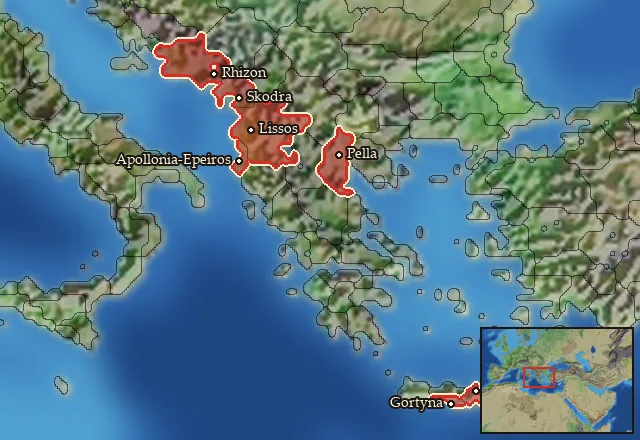 Rhizon
Skodra
Lissos
Apollonia-Epeiros
Pella
Gortyna